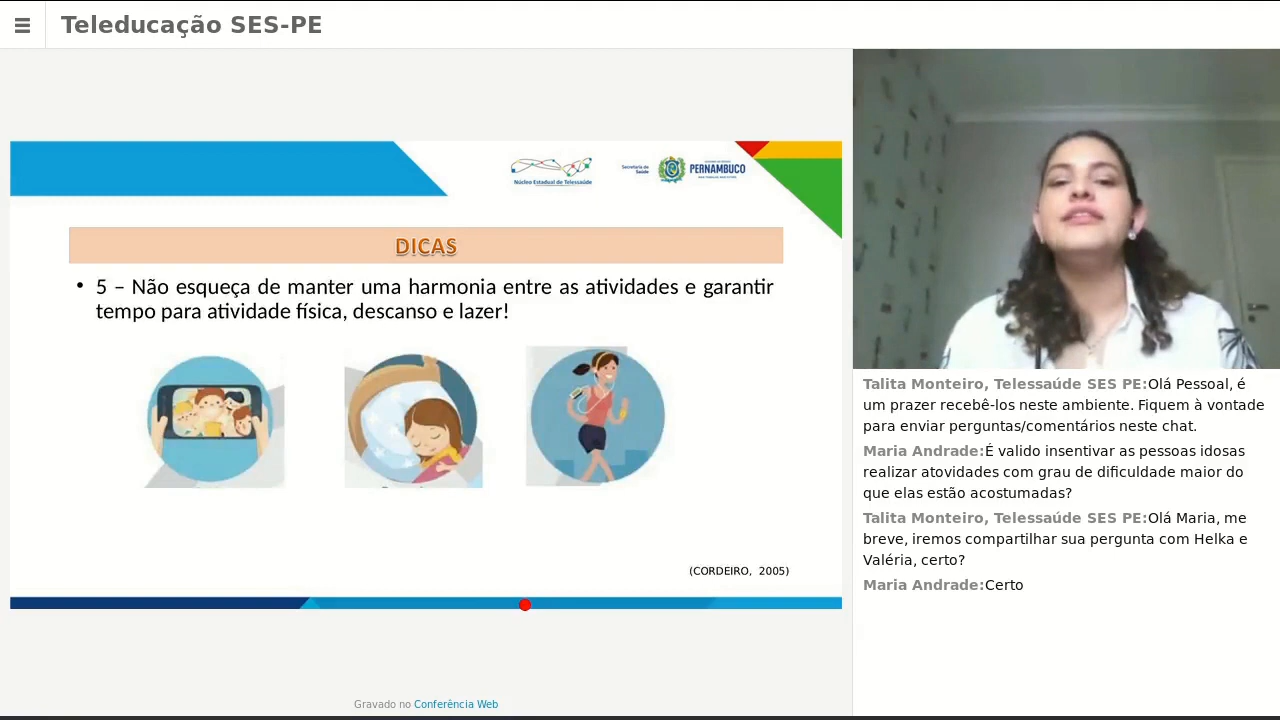 Teleducação SES-PE
Núcleo Estadual de Telessaúde
Secretaria de
Saúde
PERNAMBUCO
DICAS
• 5 – Não esqueça de manter uma harmonia entre as atividades e garantir
tempo para atividade física, descanso e lazer!
(CORDEIRO, 2005)
Gravado no Conferência Web
Talita Monteiro, Telessaúde SES PE:Olá Pessoal, é
um prazer recebê-los neste ambiente. Fiquem à vontade
para enviar perguntas/comentários neste chat.
Maria Andrade:É valido insentivar as pessoas idosas
realizar atovidades com grau de dificuldade maior do
que elas estão acostumadas?
Talita Monteiro, Telessaúde SES PE:Olá Maria, me
breve, iremos compartilhar sua pergunta com Helka e
Valéria, certo?
Maria Andrade:Certo